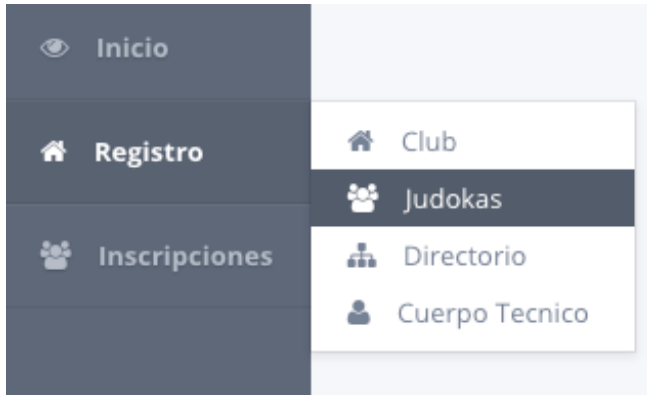 Inicio
Registro
Inscripciones
Club
Judokas
Directorio
Cuerpo Tecnico